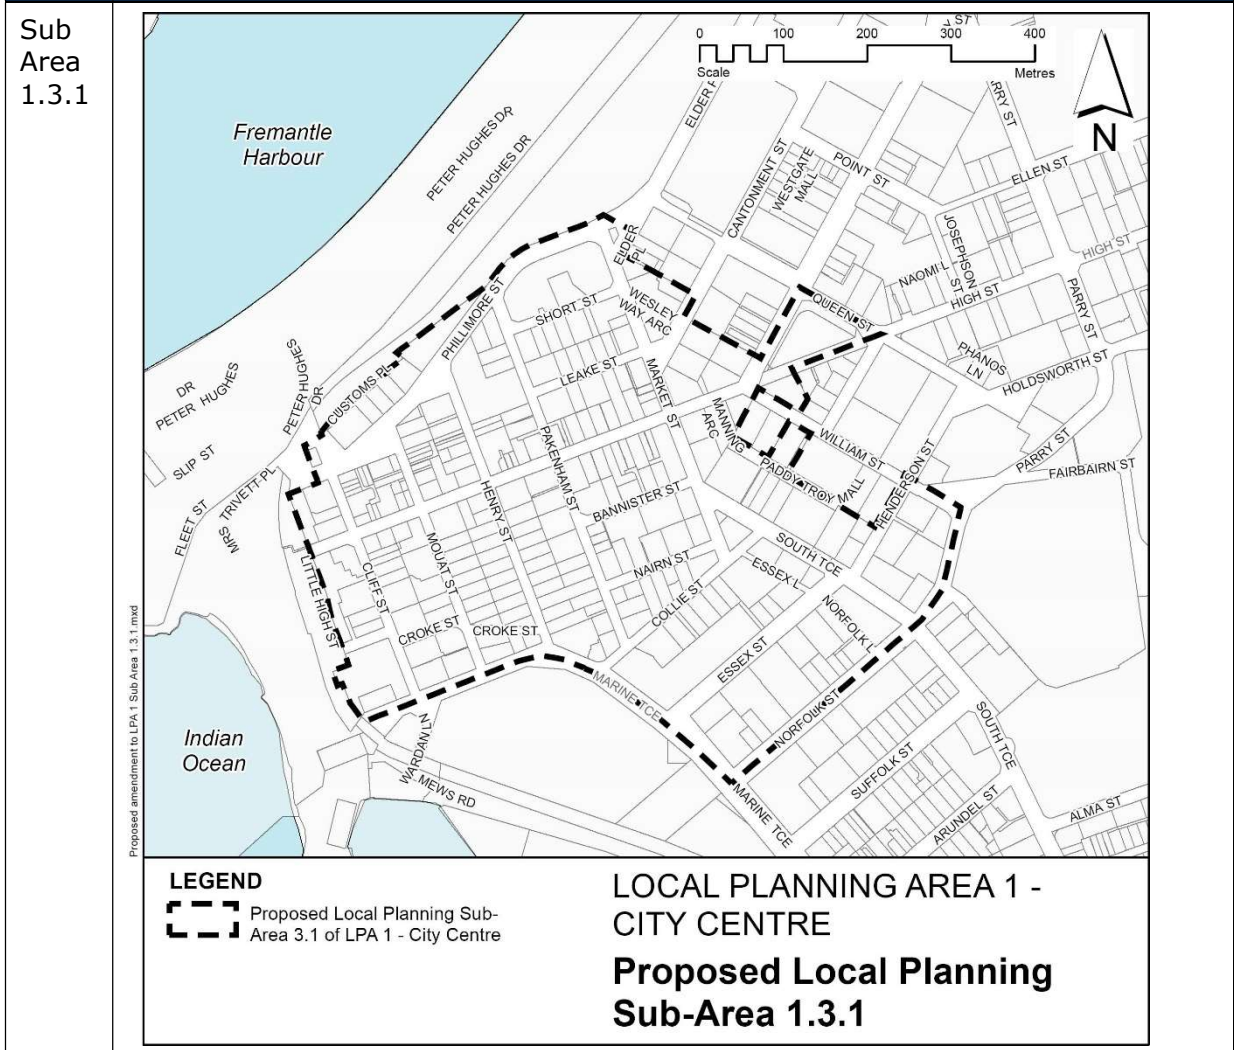 Sub
Area
1.3.1
ST
0 100 200 300 400
Scale
Metres
N
Fremantle
Harbour
PETER HUGHES DR
PETER HUGHES DR
ELDER P
CANTONMENT ST
WESTGATE
MALL
POINT ST
RRY ST
ELLEN ST
JOSEPHSON
ST
HIGH ST
NAOMI L
HIGH ST
PARRY ST
ELDER
PL
WESLEY
WAY ARC
QUEEN ST
PHANOS
LN
HOLDSWORTH ST
PHILLIMORE ST
SHORT ST
LEAKE ST
MARKET ST
MANNING
ARC
PETER HUGHES
DR
DR
PETER HUGHES
CUSTOMS PL
SLIP ST
FLEET ST
MRS TRIVETT PL
PAKENHAM ST
WILLIAM ST
PADDY TROY MALL
HENDERSON ST
PARRY ST
FAIRBAIRN ST
HENRY ST
BANNISTER ST
MOUAT ST
NAIRN ST
SOUTH TCE
ESSEX L
LITTLE HIGH ST
CLIFF ST
COLLIE ST
NORFOLK L
CROKE ST
CROKE ST
ESSEX ST
MARINE TCE
NORFOLK ST
SOUTH TCE
Indian
Ocean
WARDAN LN
MEWS RD
SUFFOLK ST
MARINE TCE
ARUNDEL ST
ALMA ST
Proposed amendment to LPA 1 Sub Area 1.3.1.mxd
LEGEND
Proposed Local Planning Sub-
Area 3.1 of LPA 1 - City Centre
LOCAL PLANNING AREA 1 -
CITY CENTRE
Proposed Local Planning
Sub-Area 1.3.1